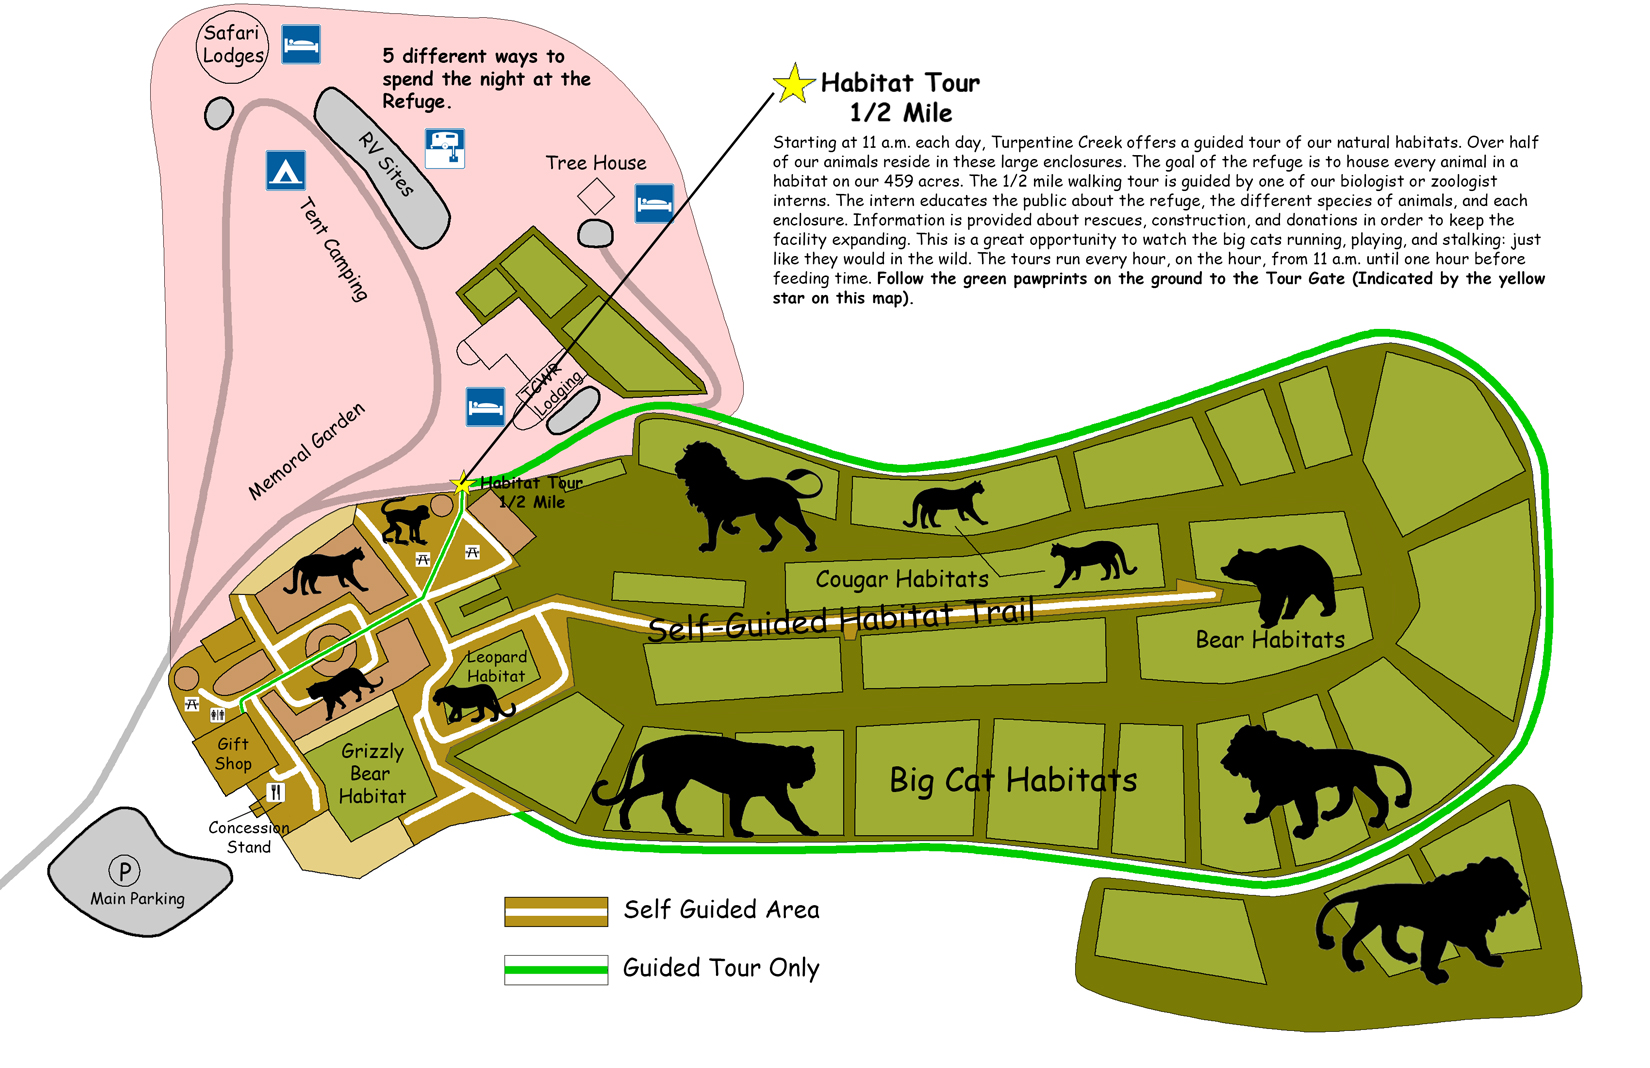 Safari
Lodges
5 different ways to
spend the night at the
Refuge.
RV Sites
Tent Camping
Tree House
Habitat Tour
1/2 Mile
Starting at 11 a.m. each day, Turpentine Creek offers a guided tour of our natural habitats. Over half
of our animals reside in these large enclosures. The goal of the refuge is to house every animal in a
habitat on our 459 acres. The 1/2 mile walking tour is guided by one of our biologist or zoologist
interns. The intern educates the public about the refuge, the different species of animals, and each
enclosure. Information is provided about rescues, construction, and donations in order to keep the
facility expanding. This is a great opportunity to watch the big cats running, playing, and stalking: just
like they would in the wild. The tours run every hour, on the hour, from 11 a.m. until one hour before
feeding time. Follow the green pawprints on the ground to the Tour Gate (Indicated by the yellow
star on this map).
TCWR
Lodging
Memoral Garden
Habitat Tour
1/2 Mile
Cougar Habitats
Self-Guided Habitat Trail
Bear Habitats
Leopard
Habitat
Gift
Shop
Grizzly
Bear
Habitat
Big Cat Habitats
Concession
Stand
P
Main Parking
Self Guided Area
Guided Tour Only